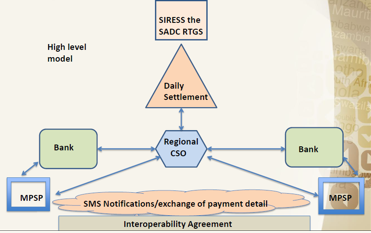 SIRESS the
SADC RTGS
High level
model
Daily
Settlement
Bank
Regional
CSO
Bank
MPSP
MPSP
SMS Notifications/exchange of payment detail
Interoperability Agreement